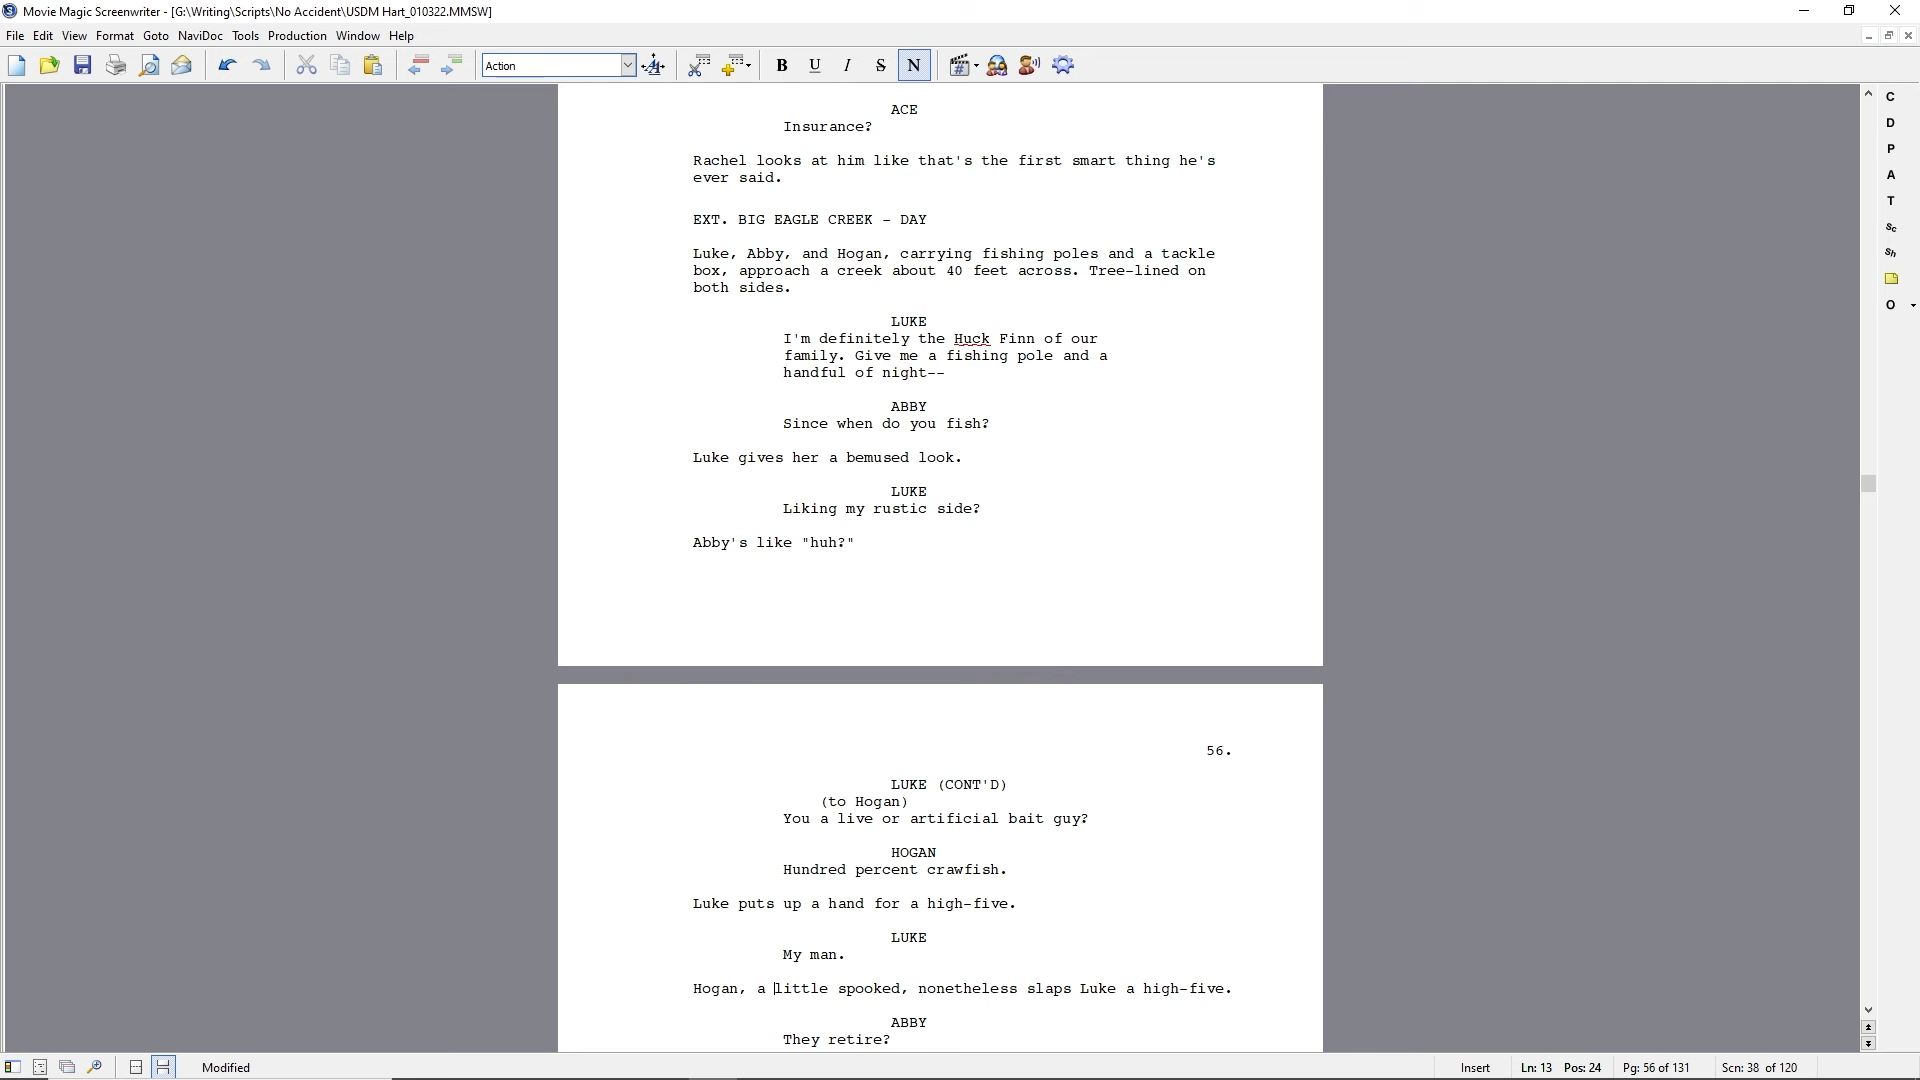 Movie Magic Screenwriter - [G:\Writing\Scripts\No Accident\USDM Hart_010322.MMSW]
File Edit View Format Goto NaviDoc Tools Production Window Help
Action
B U I S N
C
D
P
A
T
Sc
Sh
O
ACE
Insurance?
Rachel looks at him like that's the first smart thing he's
ever said.
EXT. BIG EAGLE CREEK - DAY
Luke, Abby, and Hogan, carrying fishing poles and a tackle
box, approach a creek about 40 feet across. Tree-lined on
both sides.
LUKE
I'm definitely the Huck Finn of our
family. Give me a fishing pole and a
handful of night--
ABBY
Since when do you fish?
Luke gives her a bemused look.
LUKE
Liking my rustic side?
Abby's like "huh?"
56.
LUKE (CONT'D)
(to Hogan)
You a live or artificial bait guy?
HOGAN
Hundred percent crawfish.
Luke puts up a hand for a high-five.
LUKE
My man.
Hogan, a little spooked, nonetheless slaps Luke a high-five.
ABBY
They retire?
Modified Insert Ln: 13 Pos: 24 Pg: 56 of 131 Scn: 38 of 120